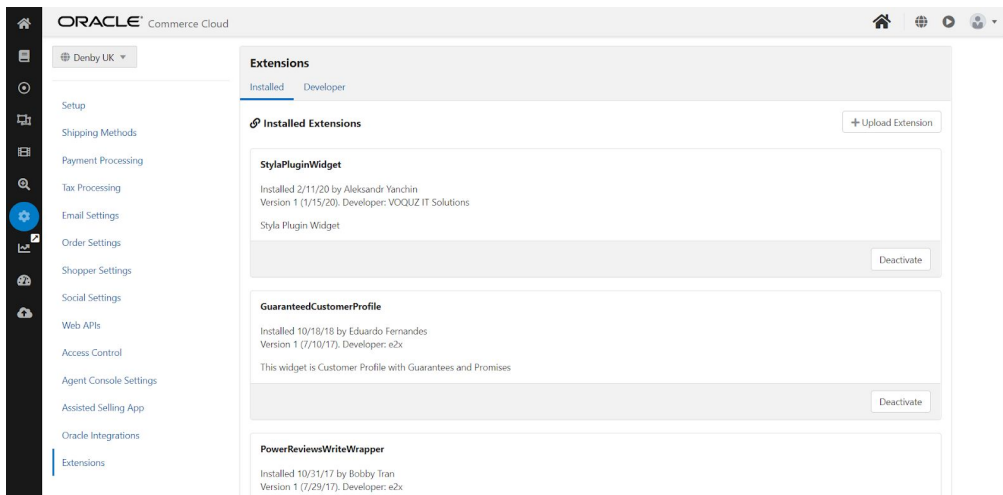 ORACLE Commerce Cloud
Denby UK
Setup
Shipping Methods
Payment Processing
Tax Processing
Email Settings
Order Settings
Shopper Settings
Social Settings
Web APIs
Access Control
Agent Console Settings
Assisted Selling App
Oracle Integrations
Extensions
Extensions
Installed Developer
Installed Extensions
+ Upload Extension
StylaPluginWidget
Installed 2/11/20 by Aleksandr Yanchin
Version 1 (1/15/20). Developer: VOQUZ IT Solutions
Styla Plugin Widget
Deactivate
GuaranteedCustomerProfile
Installed 10/18/18 by Eduardo Fernandes
Version 1 (7/10/17). Developer: e2x
This widget is Customer Profile with Guarantees and Promises
Deactivate
PowerReviewsWriteWrapper
Installed 10/31/17 by Bobby Tran
Version 1 (7/29/17). Developer: e2x